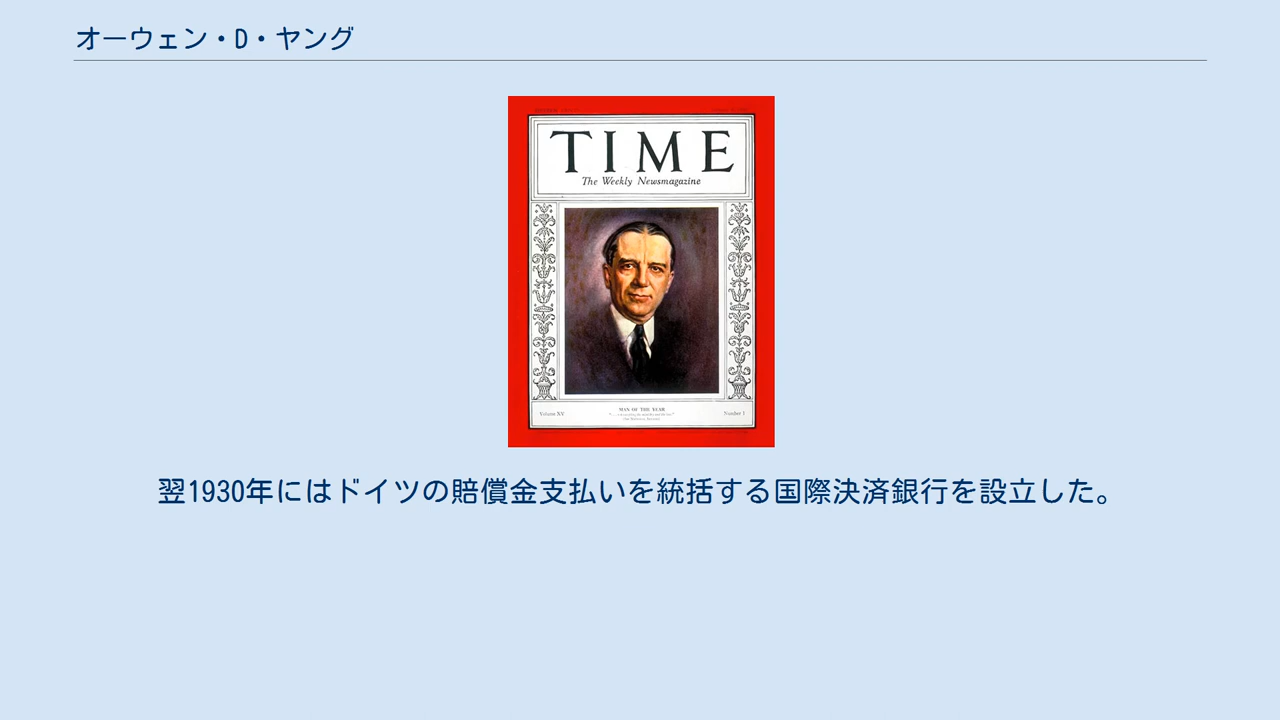 オーウェン・D・ヤング
TIME
The Weekly Newsmagazine
Volume XV
MAN OF THE YEAR
Number 1
翌1930年にはドイツの賠償金支払いを統括する国際決済銀行を設立した。